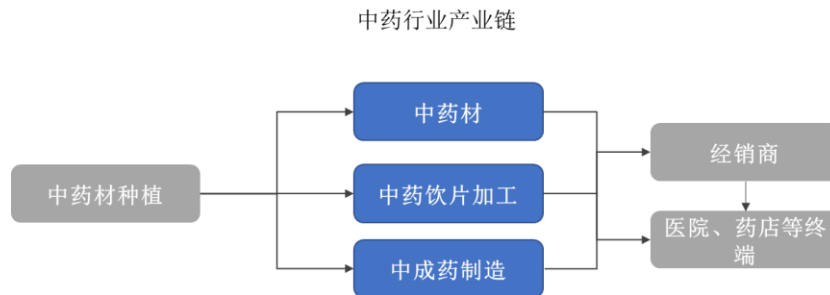 中药行业产业链
中药材
经销商
中药材种植
中药饮片加工
医院、药店等终
端
中成药制造